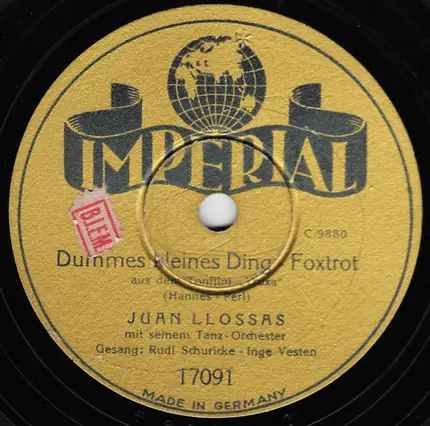 IMPERIAL
B.I.E.M.
C 9880
Dummes kleines Ding - Foxtrot
aus dem Tonfilm "Truxa"
(Hannes - Perl)
JUAN LLOSSAS
mit seinem Tanz-Orchester
Gesang: Rudi Schuricke - Inge Vesten
17091
MADE IN GERMANY